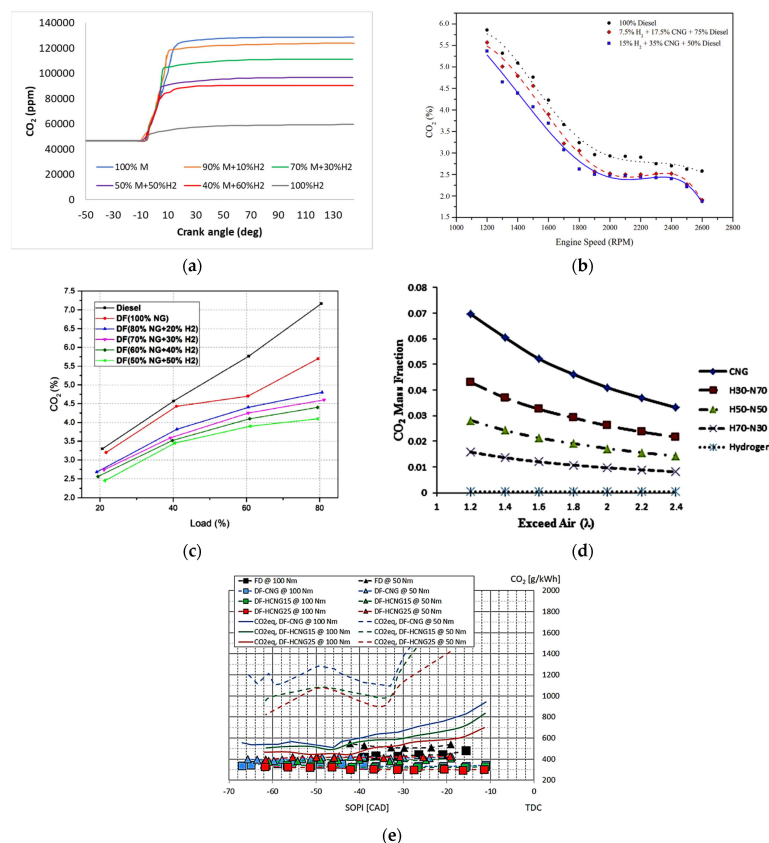 140000
120000
100000
80000
60000
40000
20000
0
CO₂ (ppm)
100% M
90% M+10%H2
70% M+30%H2
50% M+50%H2
40% M+60%H2
100%H2
-50 -30 -10 10 30 50 70 90 110 130
Crank angle (deg)
(a)
6.0
5.5
5.0
4.5
4.0
3.5
3.0
2.5
2.0
1.5
CO₂ (%)
100% Diesel
7.5% H₂ + 17.5% CNG + 75% Diesel
15% H₂ + 35% CNG + 50% Diesel
1000 1200 1400 1600 1800 2000 2200 2400 2600 2800
Engine Speed (RPM)
(b)
7.5
7.0
6.5
6.0
5.5
5.0
4.5
4.0
3.5
3.0
2.5
2.0
CO₂ (%)
Diesel
DF(100% NG)
DF(80% NG+20% H2)
DF(70% NG+30% H2)
DF(60% NG+40% H2)
DF(50% NG+50% H2)
20 40 60 80
Load (%)
(c)
0.08
0.07
0.06
0.05
0.04
0.03
0.02
0.01
0
CO₂ Mass Fraction
CNG
H30-N70
H50-N50
H70-N30
Hydroger
1 1.2 1.4 1.6 1.8 2 2.2 2.4
Exceed Air (λ)
(d)
FD @ 100 Nm
FD @ 50 Nm
DF-CNG @ 100 Nm
DF-CNG @ 50 Nm
DF-HCNG15 @ 100 Nm
DF-HCNG15 @ 50 Nm
DF-HCNG25 @ 100 Nm
DF-HCNG25 @ 50 Nm
CO2eq, DF-CNG @ 100 Nm
CO2eq, DF-CNG @ 50 Nm
CO2eq, DF-HCNG15 @ 100 Nm
CO2eq, DF-HCNG15 @ 50 Nm
CO2eq, DF-HCNG25 @ 100 Nm
CO2eq, DF-HCNG25 @ 50 Nm
CO₂ [g/kWh]
2000
1800
1600
1400
1200
1000
800
600
400
200
-70 -60 -50 -40 -30 -20 -10 0
SOPI [CAD]
TDC
(e)